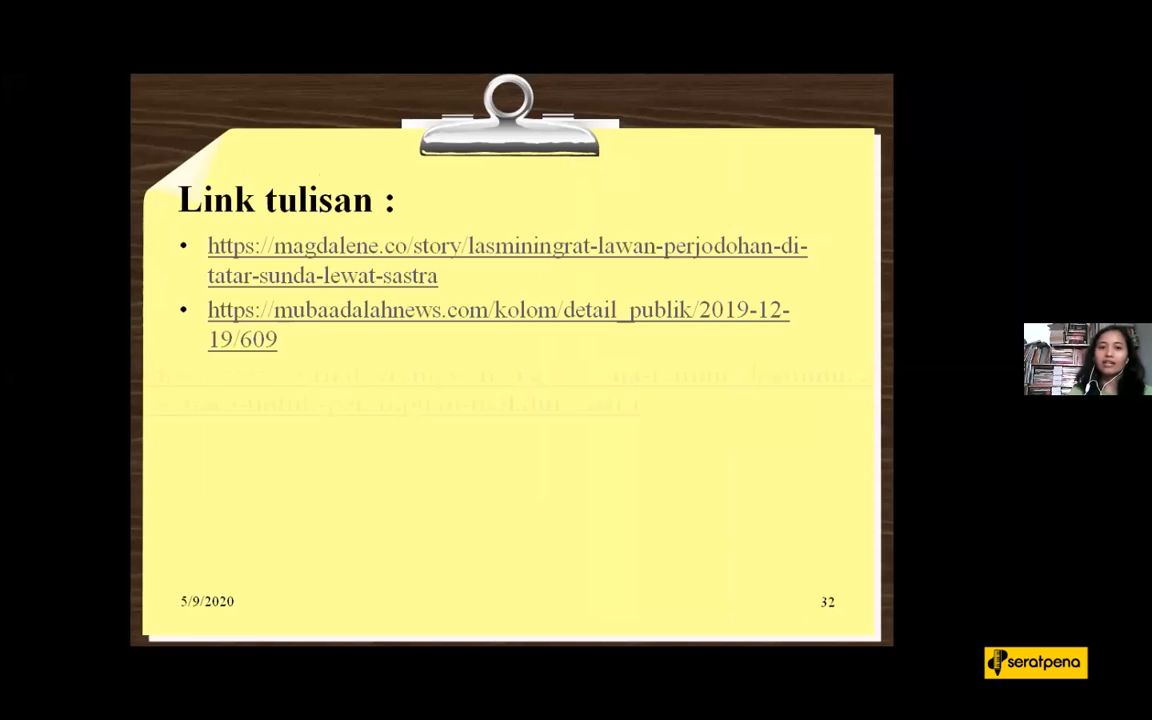 Link tulisan :
• https://magdalene.co/story/lasminingrat-lawan-perjodohan-di-
tatar-sunda-lewat-sastra
• https://mubaadalahnews.com/kolom/detail_publik/2019-12-
19/609
5/9/2020
32
seratpena